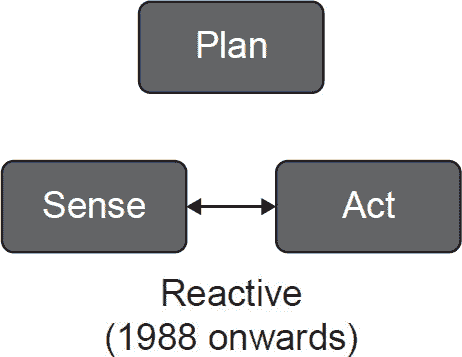 Plan
Sense
Act
Reactive
(1988 onwards)